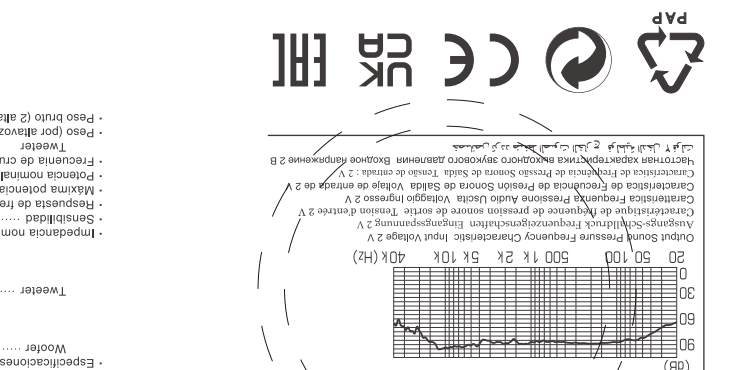 (dB)
90
60
30
0
20 50 100 500 1k 2k 5k 10k 40k (Hz)
Output Sound Pressure Frequency Characteristic Input Voltage 2 V
Ausgangs-Schalldruck Frequenzeigenschaften Eingangsspannung 2 V
Caractéristique de fréquence de pression sonore de sortie Tension d'entrée 2 V
Caratteristica Frequenza Pressione Audio Uscita Voltaggio Ingresso 2 V
Característica de Frecuencia de Presión Sonora de Salida Voltaje de entrada de 2 V
Característica de Frequência de Pressão Sonora de Saída Tensão de entrada : 2 V
Частотная характеристика выходного звукового давления Входное напряжение 2 В
PAP
CE
UK
CA
EAC
• Especificaciones
Woofer .....
Tweeter ....
• Impedancia nom
• Sensibilidad .....
• Respuesta de fre
• Máxima potencia
• Potencia nominal
• Frecuencia de cru
Tweeter
• Peso (por altavoz
• Peso bruto (2 alta